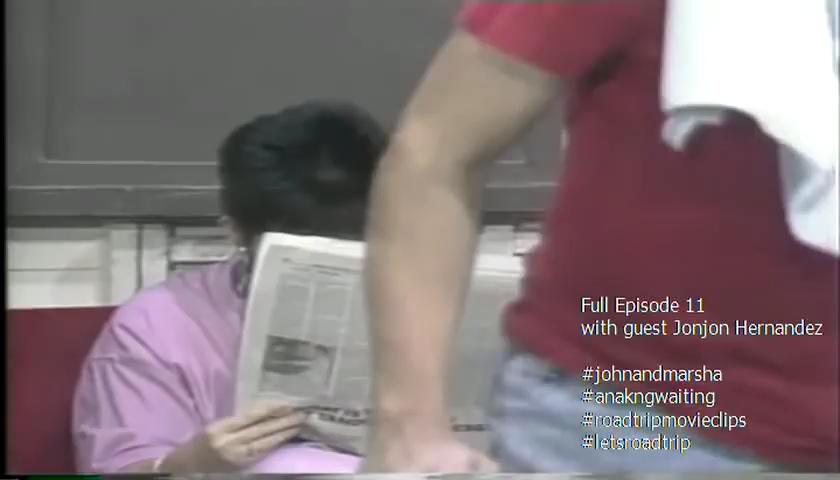 Full Episode 11
with guest Jonjon Hernandez
#johnandmarsha
#anakngwaiting
#roadtripmovieclips
#letsroadtrip